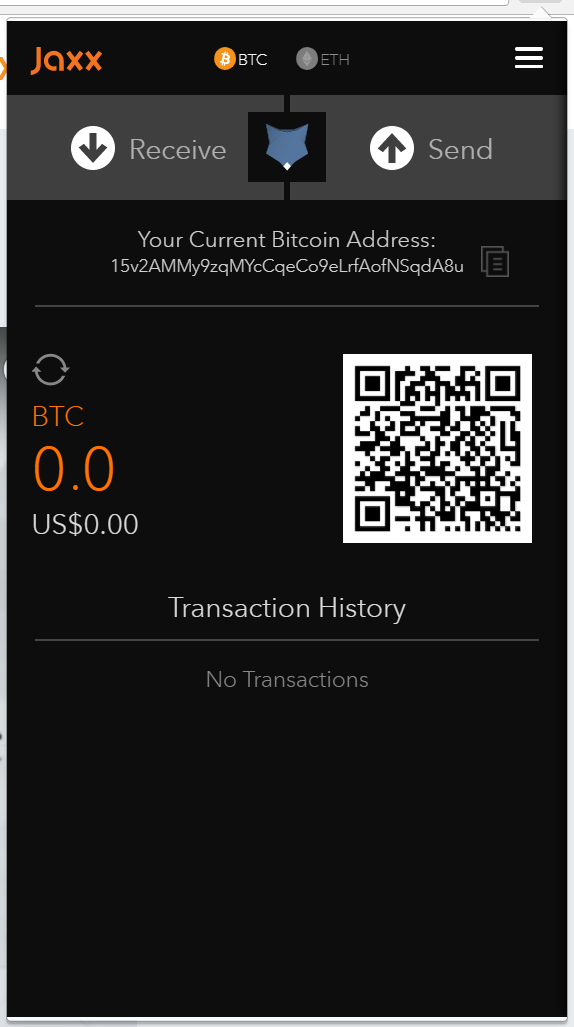 Jaxx
BTC
ETH
Receive
Send
Your Current Bitcoin Address:
15v2AMMy9zqMYcCqeCo9eLrfAofNSqdA8u
BTC
0.0
US$0.00
Transaction History
No Transactions